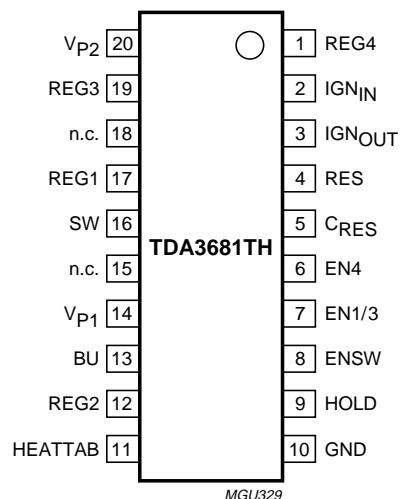 VP2 20 1 REG4
REG3 19 2 IGNIN
n.c. 18 3 IGNOUT
REG1 17 4 RES
SW 16 5 CRES
TDA3681TH
n.c. 15 6 EN4
VP1 14 7 EN1/3
BU 13 8 ENSW
REG2 12 9 HOLD
HEATTAB 11 10 GND
MGU329